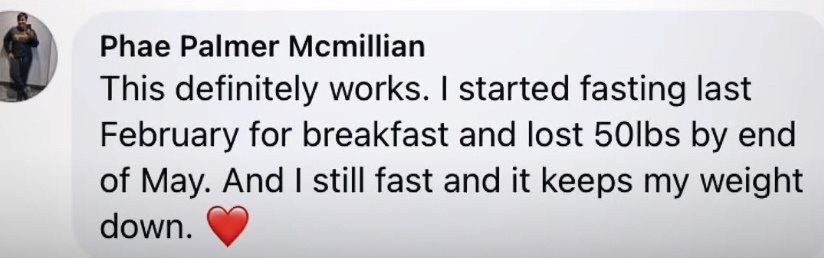 Phae Palmer Mcmillian
This definitely works. I started fasting last
February for breakfast and lost 50lbs by end
of May. And I still fast and it keeps my weight
down. ❤️